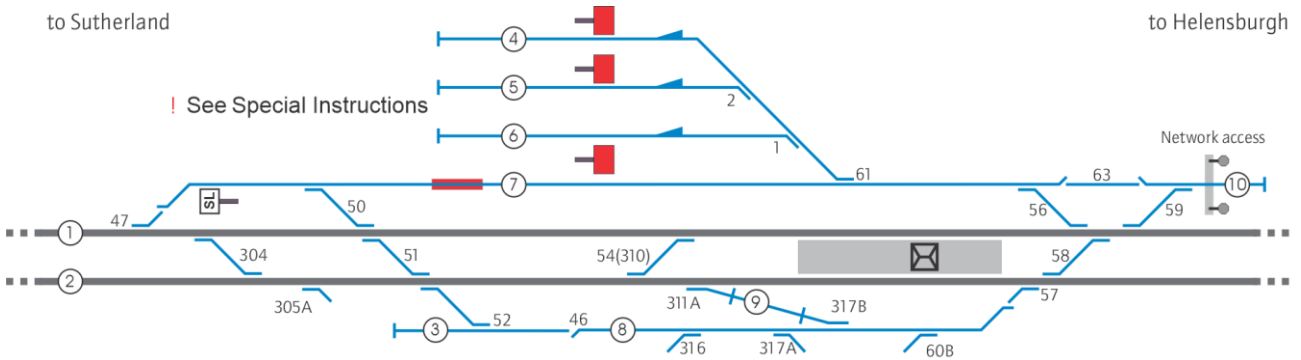 to Sutherland
to Helensburgh
4
5
! See Special Instructions
2
6
Network access
1
SL
7
61
63
10
47
50
56
59
1
304
51
54(310)
58
2
305A
311A
9
317B
57
52
46
3
8
316
317A
60B